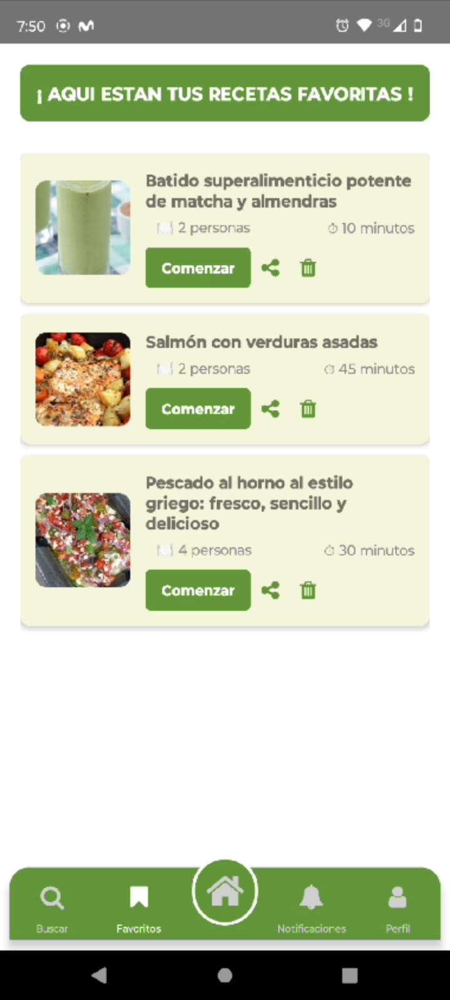 7:50 3G
¡ AQUI ESTAN TUS RECETAS FAVORITAS !
Batido superalimenticio potente
de matcha y almendras
2 personas 10 minutos
Comenzar
Salmón con verduras asadas
2 personas 45 minutos
Comenzar
Pescado al horno al estilo
griego: fresco, sencillo y
delicioso
4 personas 30 minutos
Comenzar
Buscar Favoritos Notificaciones Perfil